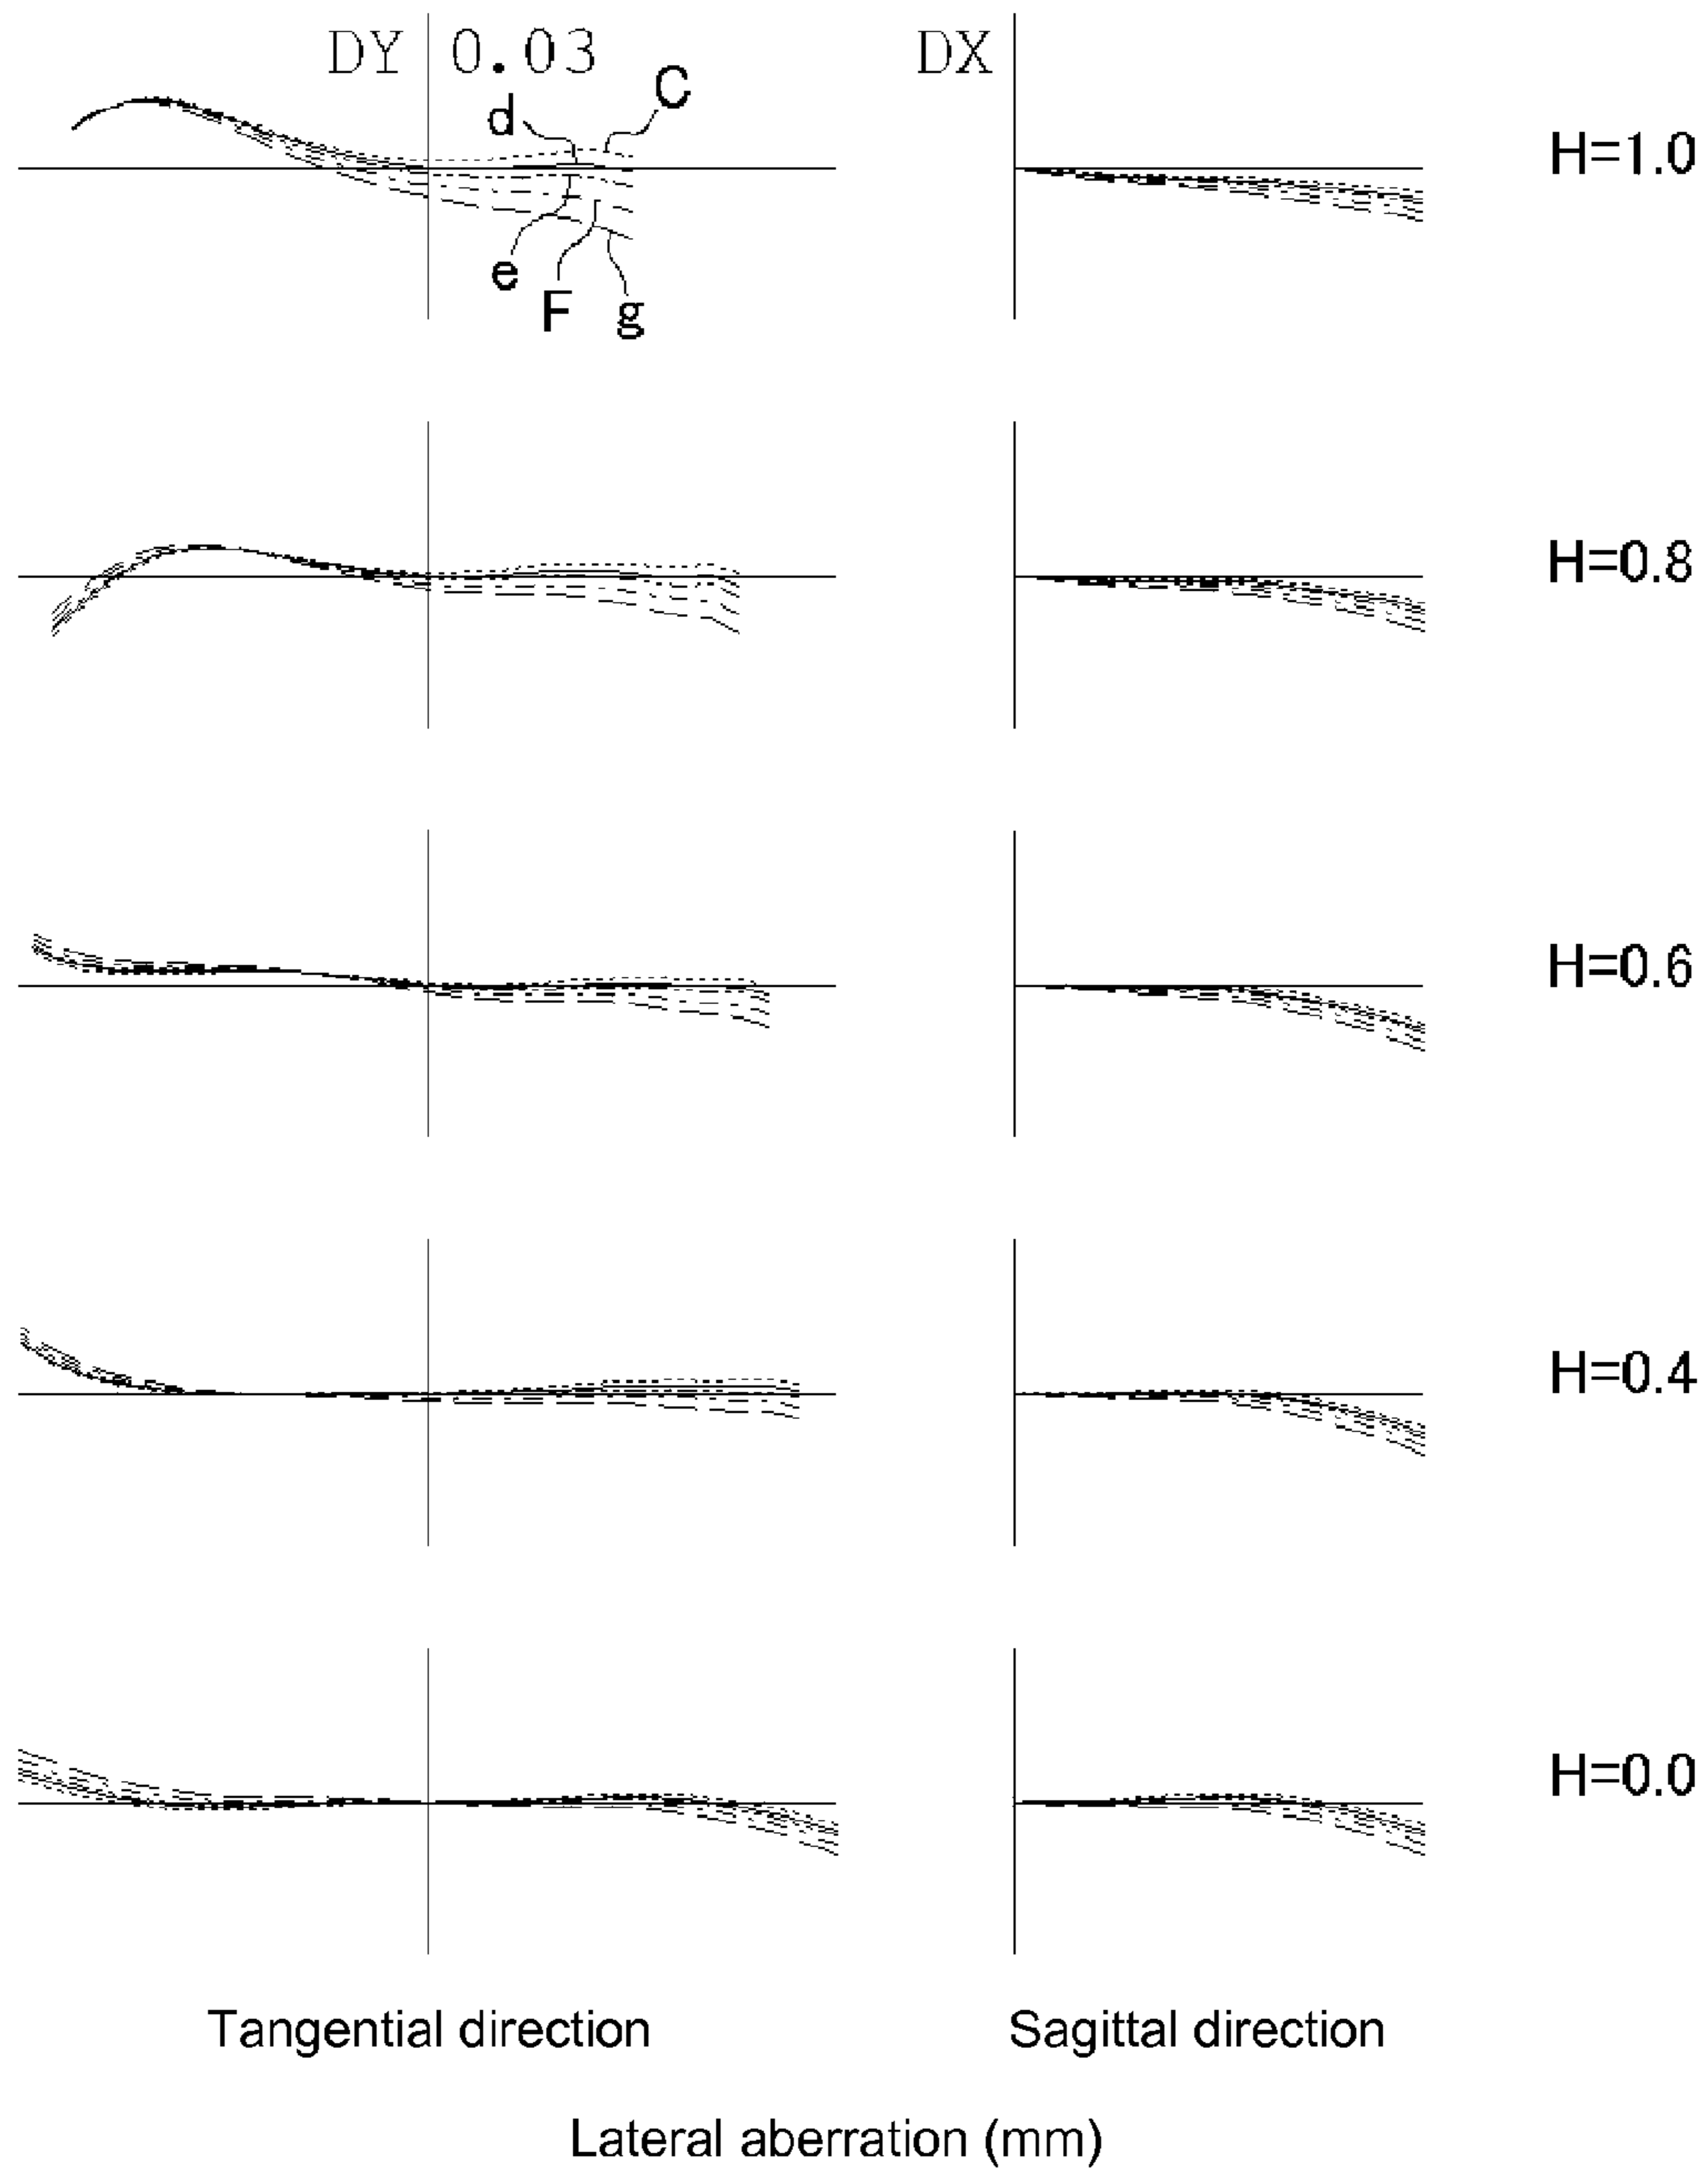 DY 0.03 DX
C
d
H=1.0
e
F
g
H=0.8
H=0.6
H=0.4
H=0.0
Tangential direction Sagittal direction
Lateral aberration (mm)